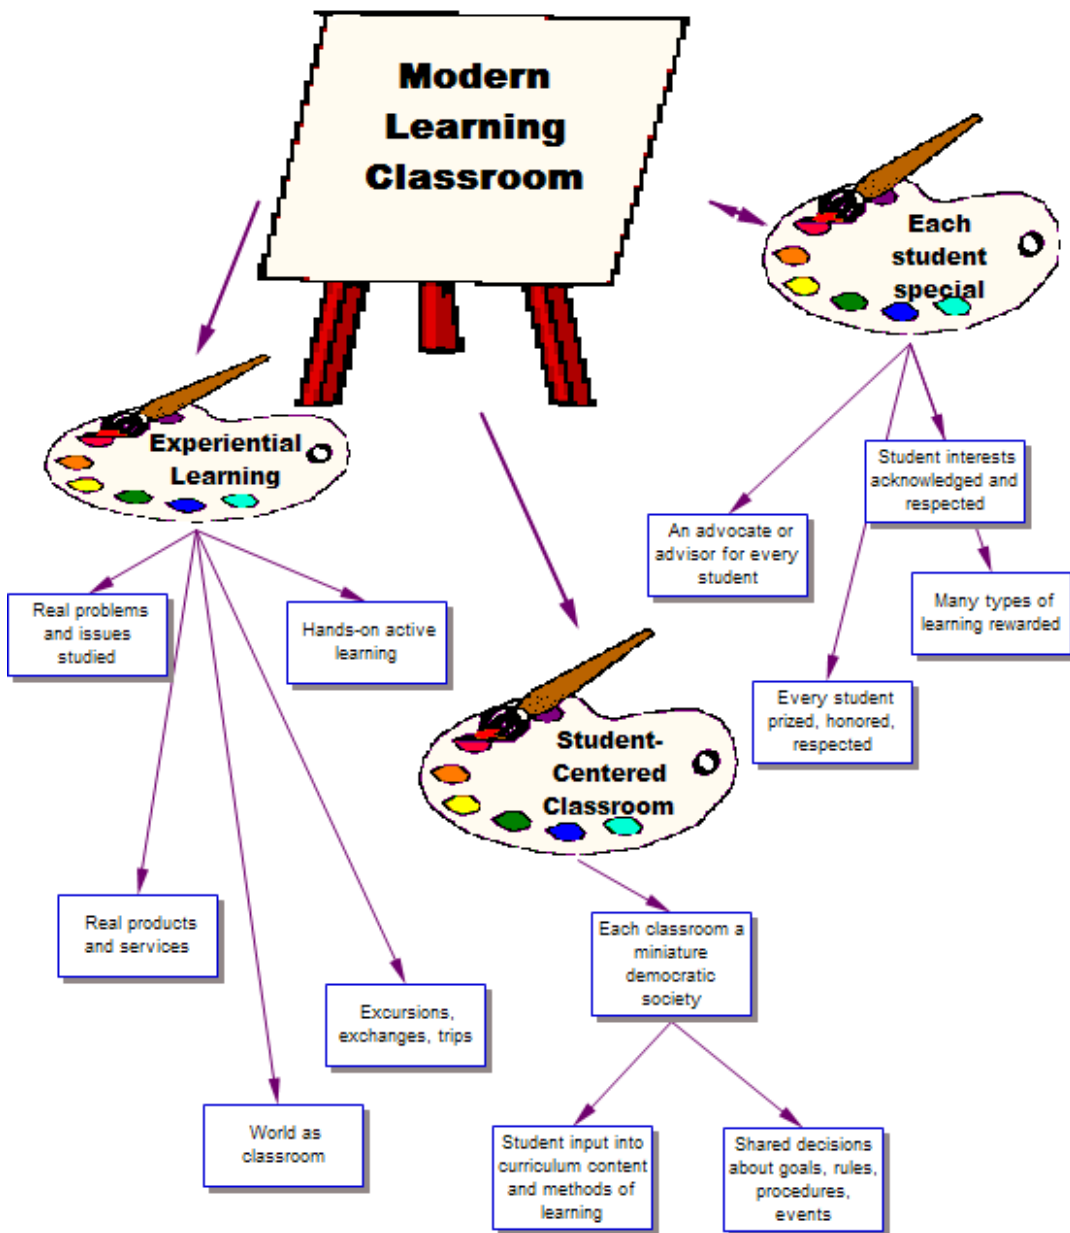 Modern
Learning
Classroom
Each
student
special
Experiential
Learning
Student interests
acknowledged and
respected
An advocate or
advisor for every
student
Many types of
learning rewarded
Real problems
and issues
studied
Hands-on active
learning
Every student
prized, honored,
respected
Student-
Centered
Classroom
Real products
and services
Each classroom a
miniature
democratic
society
Excursions,
exchanges, trips
World as
classroom
Student input into
curriculum content
and methods of
learning
Shared decisions
about goals, rules,
procedures,
events